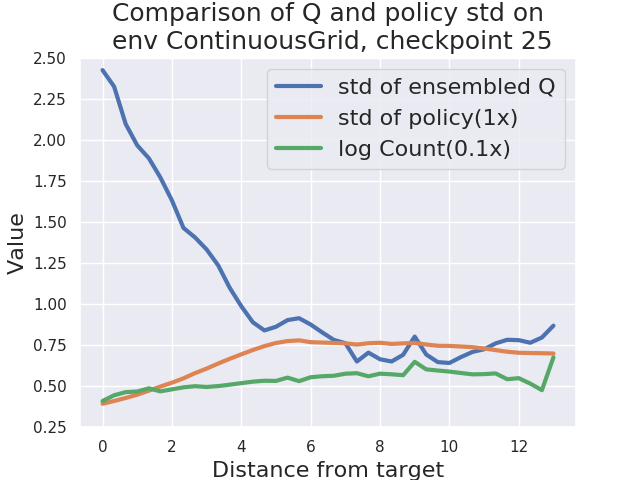 Comparison of Q and policy std on
env ContinuousGrid, checkpoint 25
2.50
2.25
2.00
1.75
1.50
1.25
1.00
0.75
0.50
0.25
Value
std of ensembled Q
std of policy(1x)
log Count(0.1x)
0 2 4 6 8 10 12
Distance from target